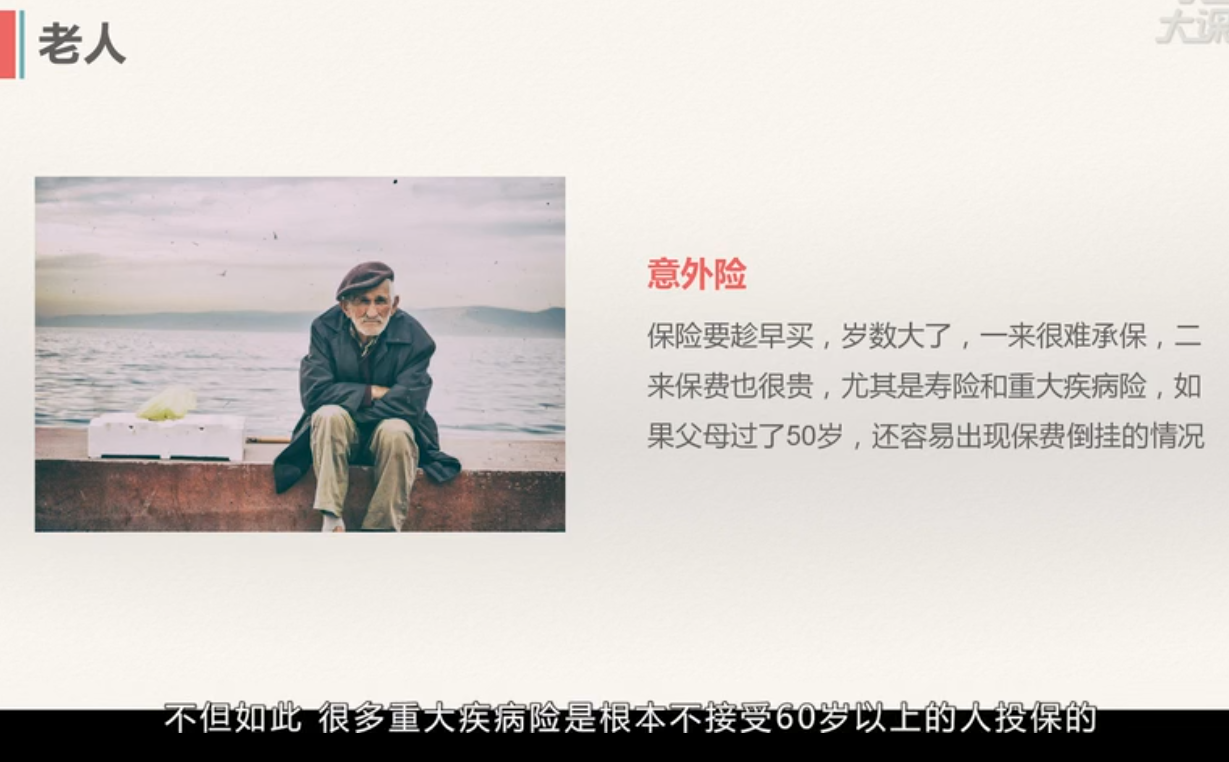 老人
大课
意外险
保险要趁早买，岁数大了，一来很难承保，二
来保费也很贵，尤其是寿险和重大疾病险，如
果父母过了50岁，还容易出现保费倒挂的情况
不但如此 很多重大疾病险是根本不接受60岁以上的人投保的